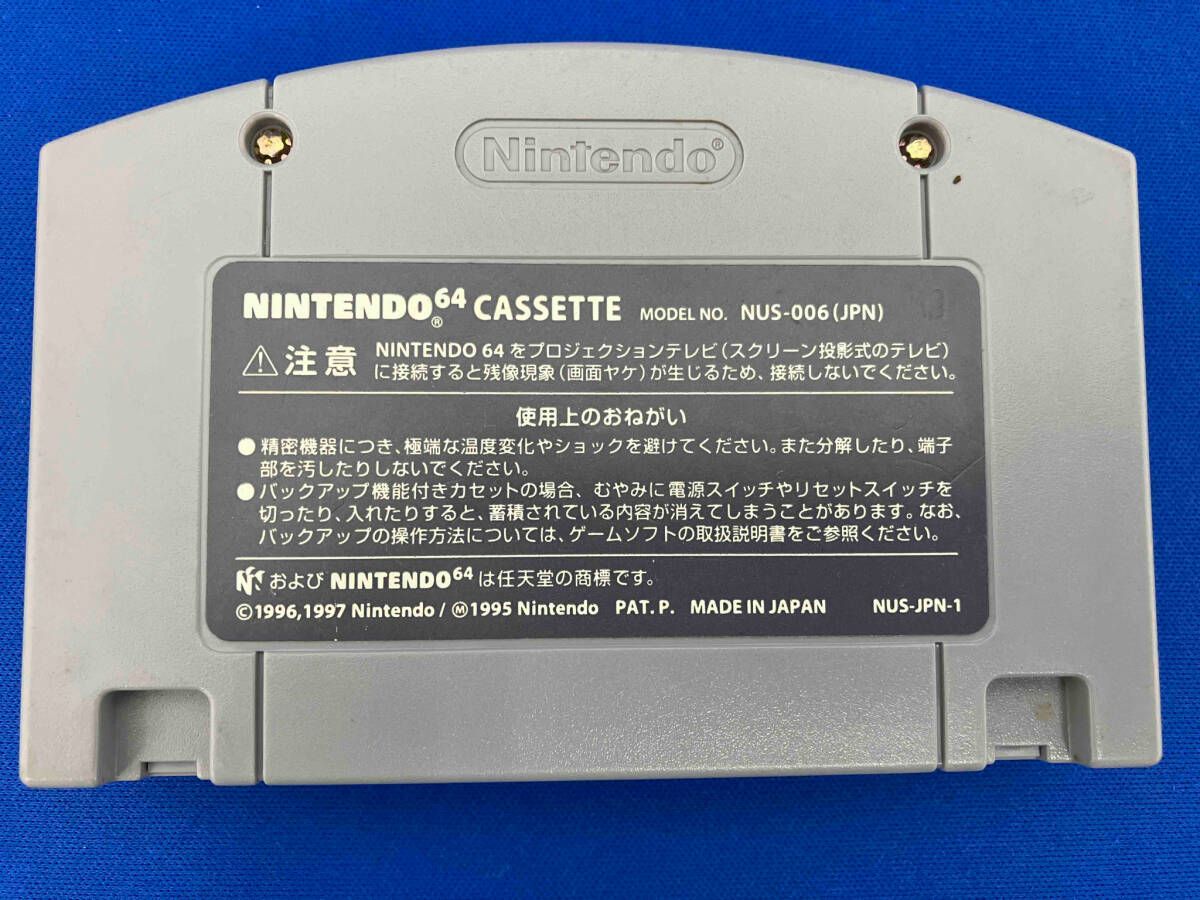 Nintendo®
NINTENDO®64 CASSETTE MODEL NO. NUS-006(JPN)
⚠注意 NINTENDO 64 をプロジェクションテレビ(スクリーン投影式のテレビ)
に接続すると残像現象(画面ヤケ)が生じるため、接続しないでください。
使用上のおねがい
●精密機器につき、極端な温度変化やショックを避けてください。また分解したり、端子
部を汚したりしないでください。
●バックアップ機能付きカセットの場合、むやみに電源スイッチやリセットスイッチを
切ったり、入れたりすると、蓄積されている内容が消えてしまうことがあります。なお、
バックアップの操作方法については、ゲームソフトの取扱説明書をご参照ください。
および NINTENDO64 は任天堂の商標です。
©1996,1997 Nintendo / Ⓜ1995 Nintendo PAT. P. MADE IN JAPAN NUS-JPN-1